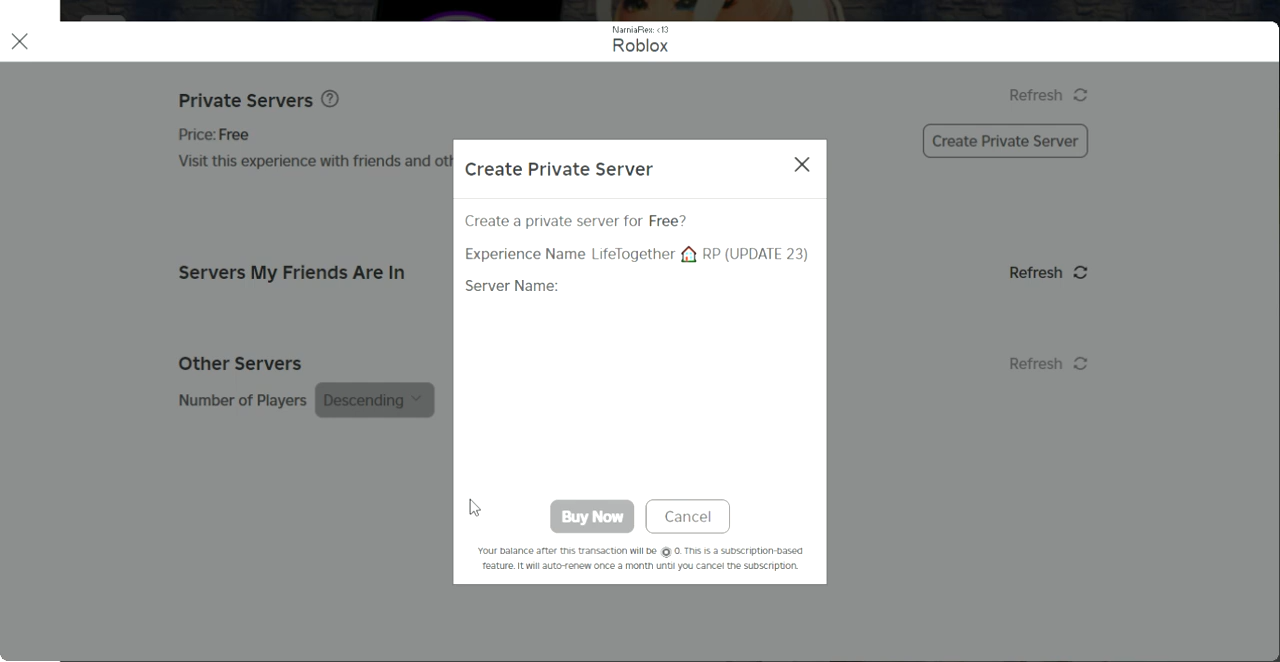 NarniaFlex: <13
Roblox
Private Servers
Refresh
Price: Free
Create Private Server
Visit this experience with friends and oth
Create Private Server
Create a private server for Free?
Experience Name LifeTogether 🏠 RP (UPDATE 23)
Server Name:
Servers My Friends Are In
Refresh
Other Servers
Refresh
Number of Players
Descending
Buy Now
Cancel
Your balance after this transaction will be 0. This is a subscription-based
feature. It will auto-renew once a month until you cancel the subscription.